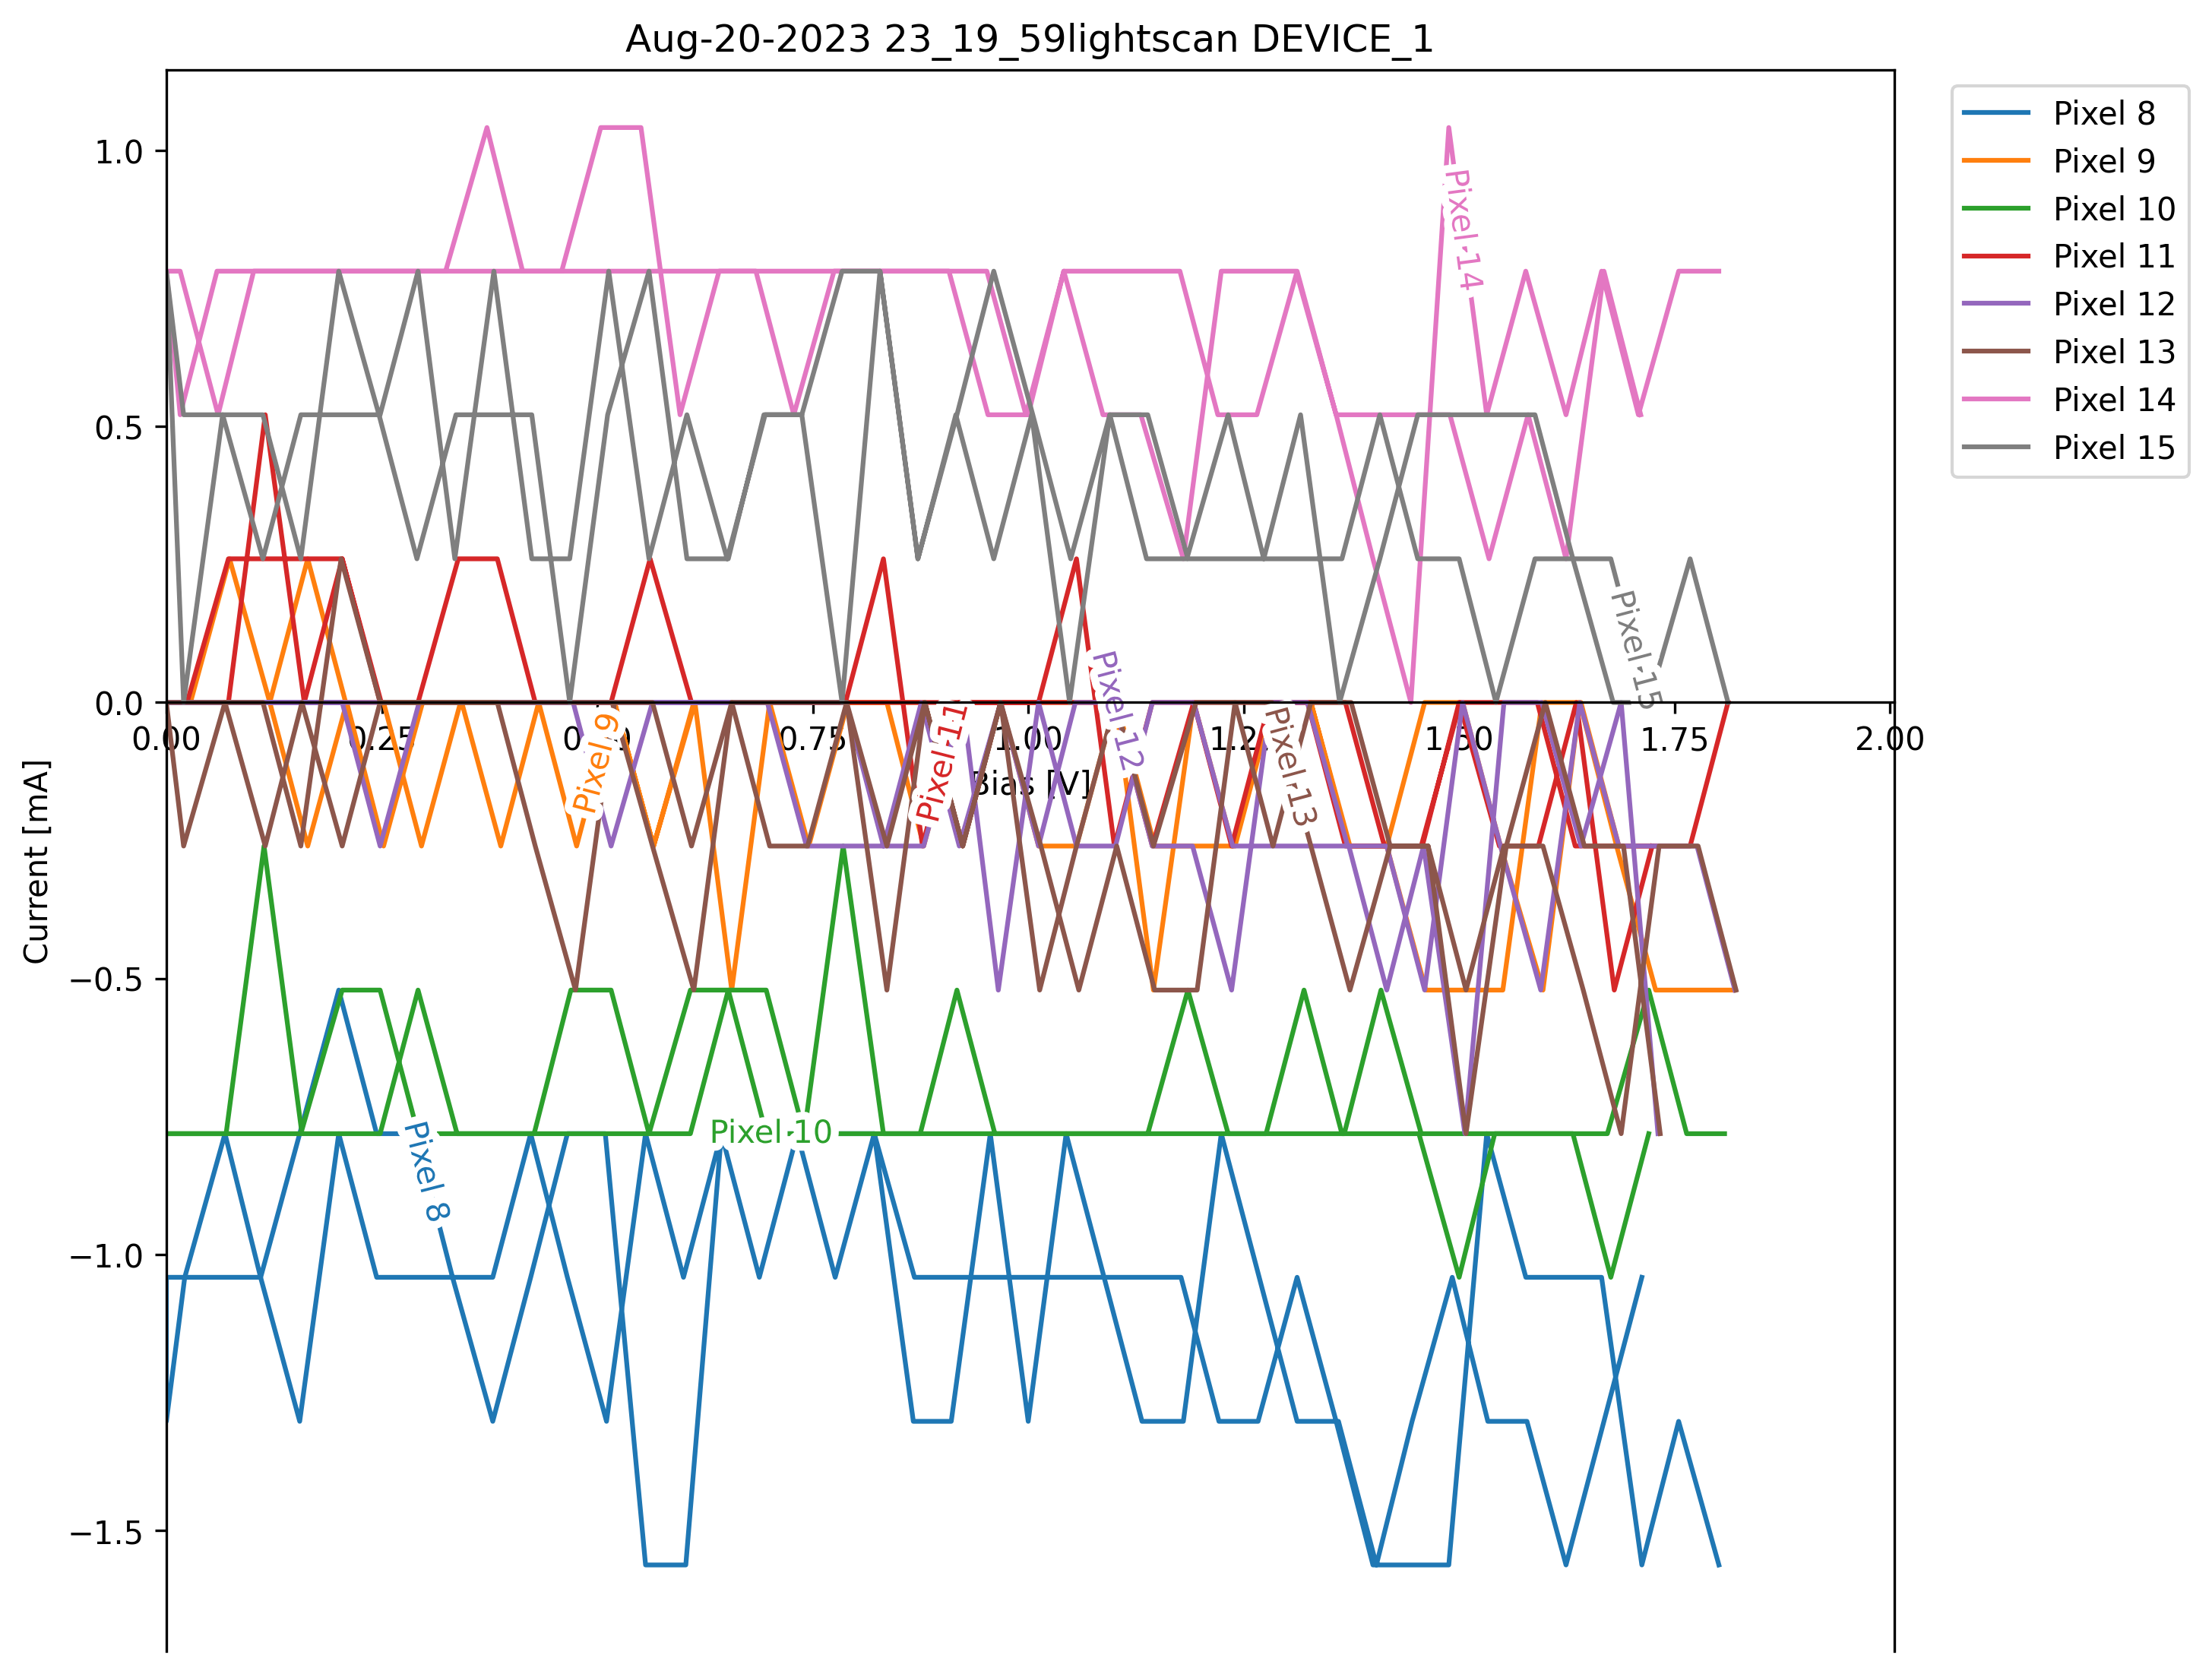 Aug-20-2023 23_19_59lightscan DEVICE_1
Pixel 8
Pixel 9
Pixel 10
Pixel 11
Pixel 12
Pixel 13
Pixel 14
Pixel 15
1.0
0.5
0.0
−0.5
−1.0
−1.5
Current [mA]
0.00
0.25
0.75
1.00
1.50
1.75
2.00
Bias [V]
Pixel 8
Pixel 9
Pixel 10
Pixel 11
Pixel 12
Pixel 13
Pixel 14
Pixel 15